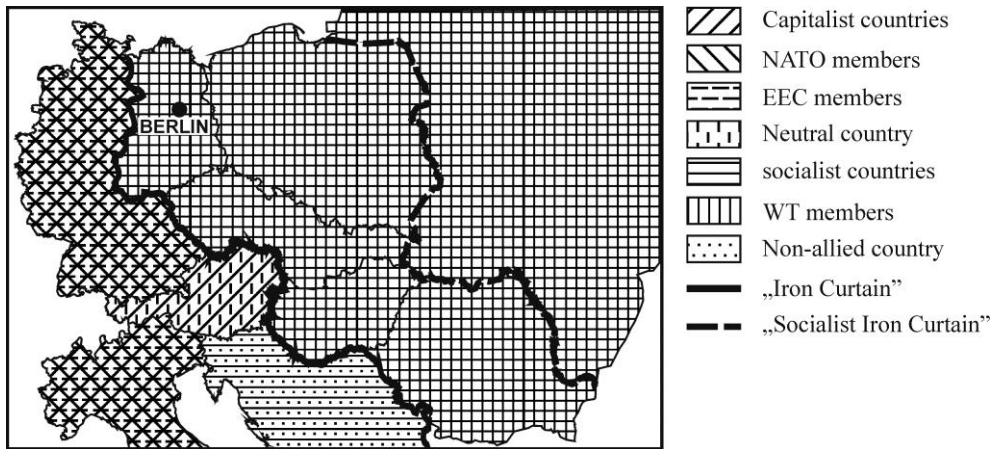 BERLIN
Capitalist countries
NATO members
EEC members
Neutral country
socialist countries
WT members
Non-allied country
„Iron Curtain”
„Socialist Iron Curtain”